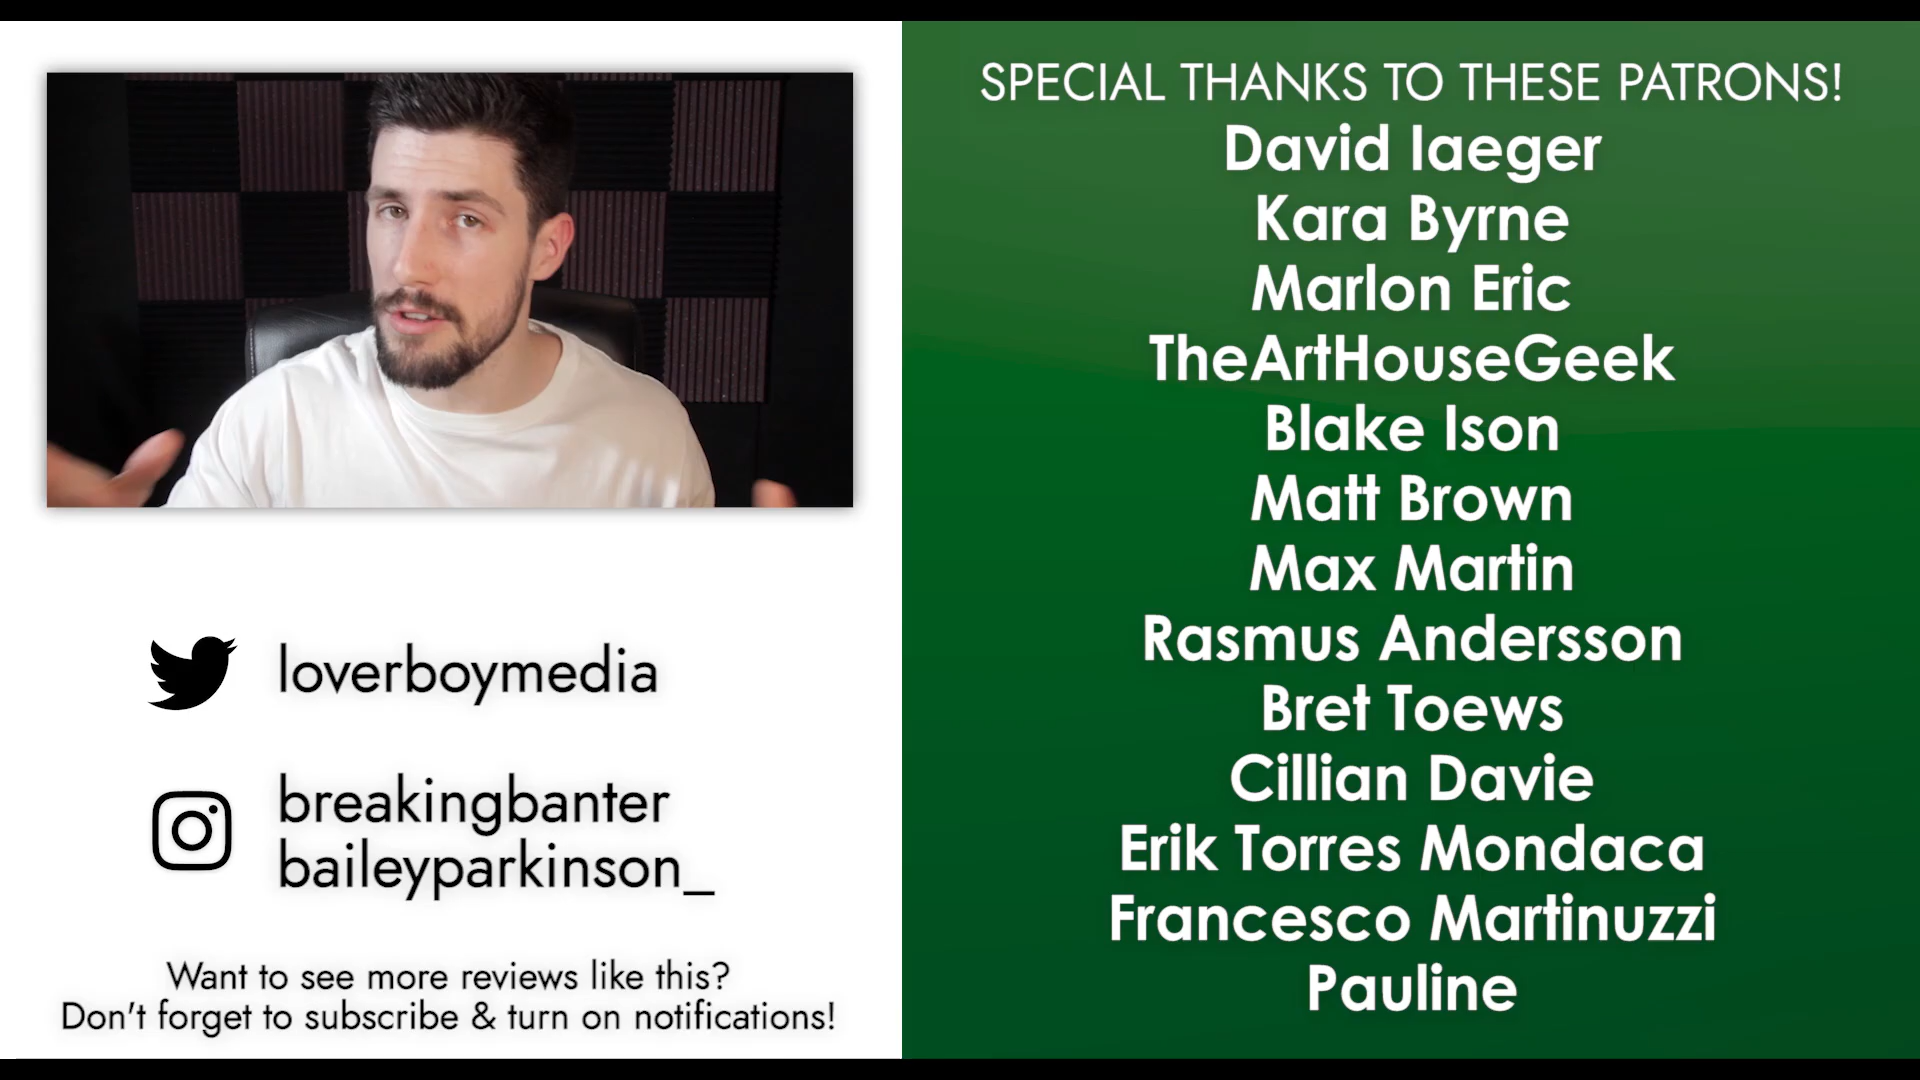 loverboymedia
breakingbanter
baileyparkinson_
Want to see more reviews like this?
Don't forget to subscribe & turn on notifications!
SPECIAL THANKS TO THESE PATRONS!
David Iaeger
Kara Byrne
Marlon Eric
TheArtHouseGeek
Blake Ison
Matt Brown
Max Martin
Rasmus Andersson
Bret Toews
Cillian Davie
Erik Torres Mondaca
Francesco Martinuzzi
Pauline